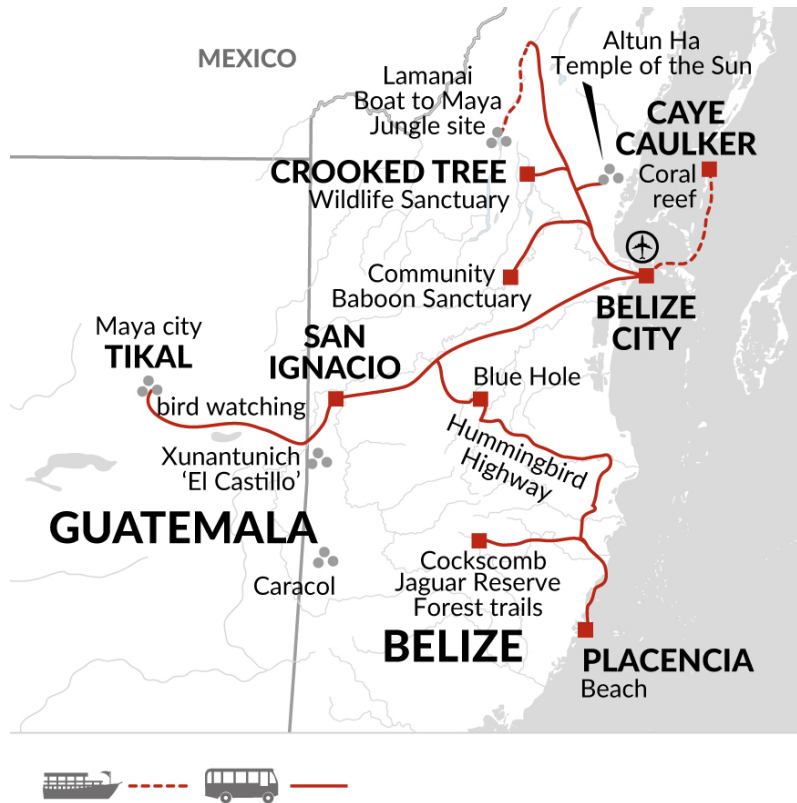 MEXICO
Altun Ha
Temple of the Sun
Lamanai
Boat to Maya
Jungle site
CAYE
CAULKER
Coral
reef
CROOKED TREE
Wildlife Sanctuary
Community
Baboon Sanctuary
BELIZE
CITY
Maya city
TIKAL
SAN
IGNACIO
bird watching
Blue Hole
Hummingbird
Highway
Xunantunich
‘El Castillo’
GUATEMALA
Caracol
Cockscomb
Jaguar Reserve
Forest trails
BELIZE
PLACENCIA
Beach